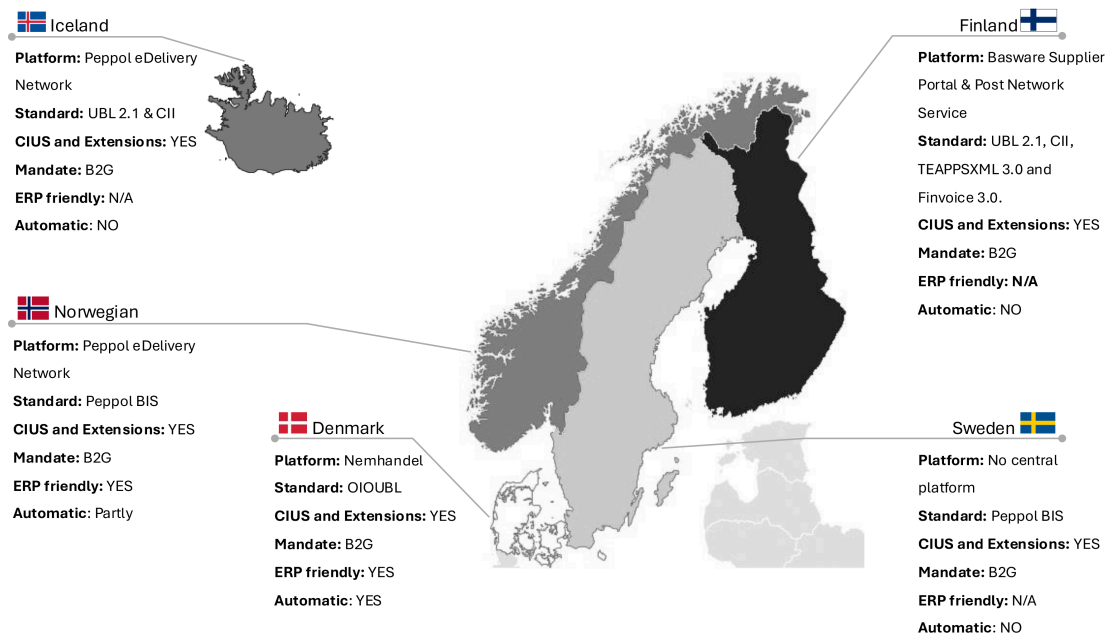 Iceland
Platform: Peppol eDelivery
Network
Standard: UBL 2.1 & CII
CIUS and Extensions: YES
Mandate: B2G
ERP friendly: N/A
Automatic: NO
Finland
Platform: Basware Supplier
Portal & Post Network
Service
Standard: UBL 2.1, CII,
TEAPPSXML 3.0 and
Finvoice 3.0.
CIUS and Extensions: YES
Mandate: B2G
ERP friendly: N/A
Automatic: NO
Norwegian
Platform: Peppol eDelivery
Network
Standard: Peppol BIS
CIUS and Extensions: YES
Mandate: B2G
ERP friendly: YES
Automatic: Partly
Denmark
Platform: Nemhandel
Standard: OIOUBL
CIUS and Extensions: YES
Mandate: B2G
ERP friendly: YES
Automatic: YES
Sweden
Platform: No central
platform
Standard: Peppol BIS
CIUS and Extensions: YES
Mandate: B2G
ERP friendly: N/A
Automatic: NO